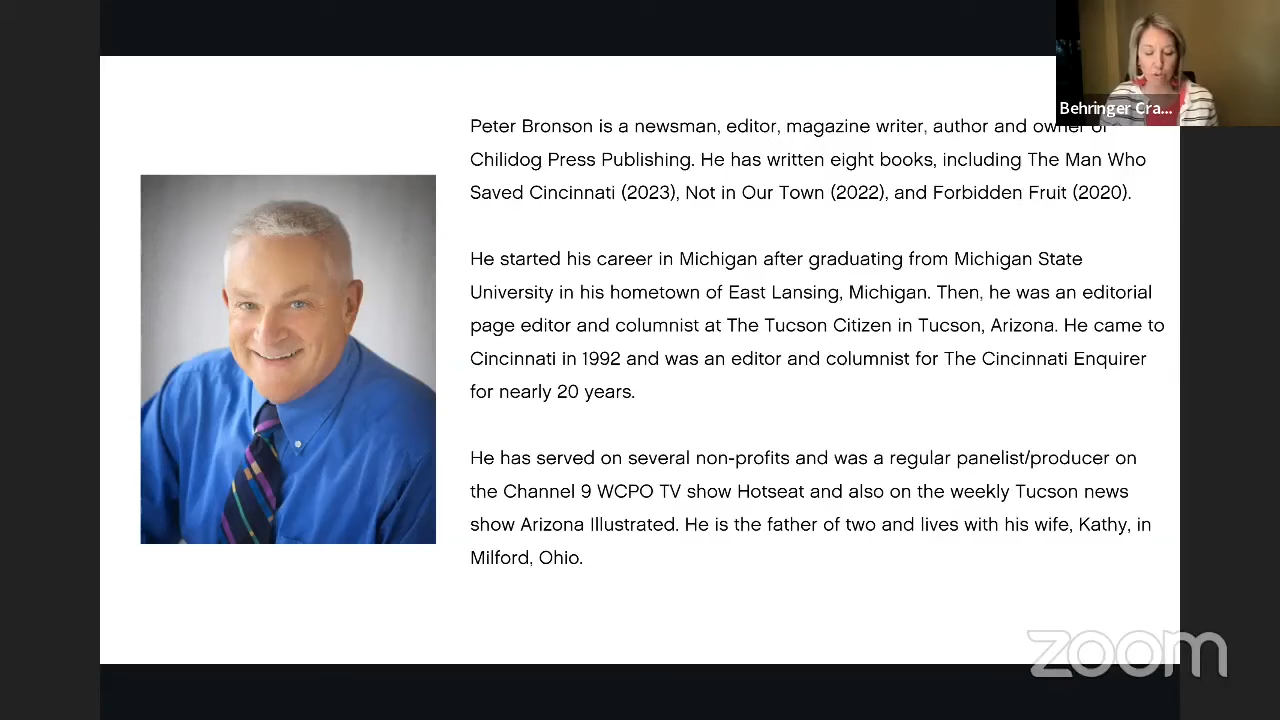 Behringer Cra...
Peter Bronson is a newsman, editor, magazine writer, author and owner of
Chilidog Press Publishing. He has written eight books, including The Man Who
Saved Cincinnati (2023), Not in Our Town (2022), and Forbidden Fruit (2020).
He started his career in Michigan after graduating from Michigan State
University in his hometown of East Lansing, Michigan. Then, he was an editorial
page editor and columnist at The Tucson Citizen in Tucson, Arizona. He came to
Cincinnati in 1992 and was an editor and columnist for The Cincinnati Enquirer
for nearly 20 years.
He has served on several non-profits and was a regular panelist/producer on
the Channel 9 WCPO TV show Hotseat and also on the weekly Tucson news
show Arizona Illustrated. He is the father of two and lives with his wife, Kathy, in
Milford, Ohio.
zoom